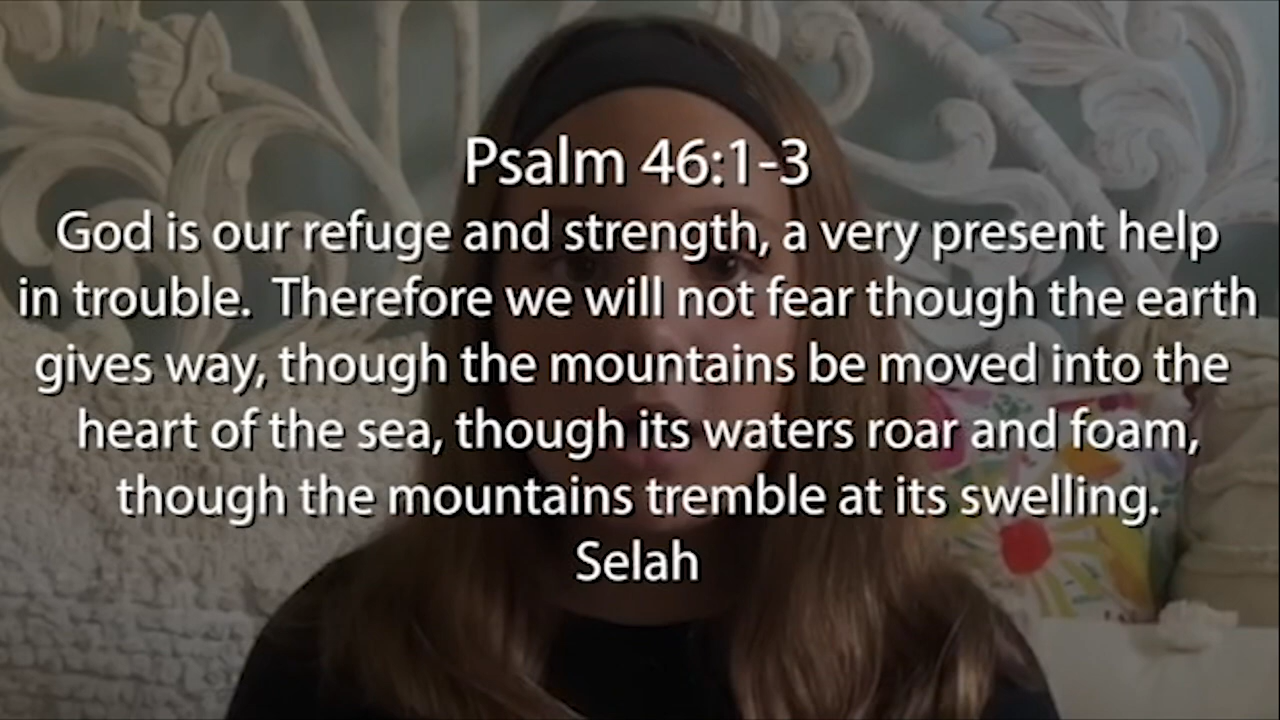 Psalm 46:1-3
God is our refuge and strength, a very present help
in trouble.  Therefore we will not fear though the earth
gives way, though the mountains be moved into the
heart of the sea, though its waters roar and foam,
though the mountains tremble at its swelling.
Selah